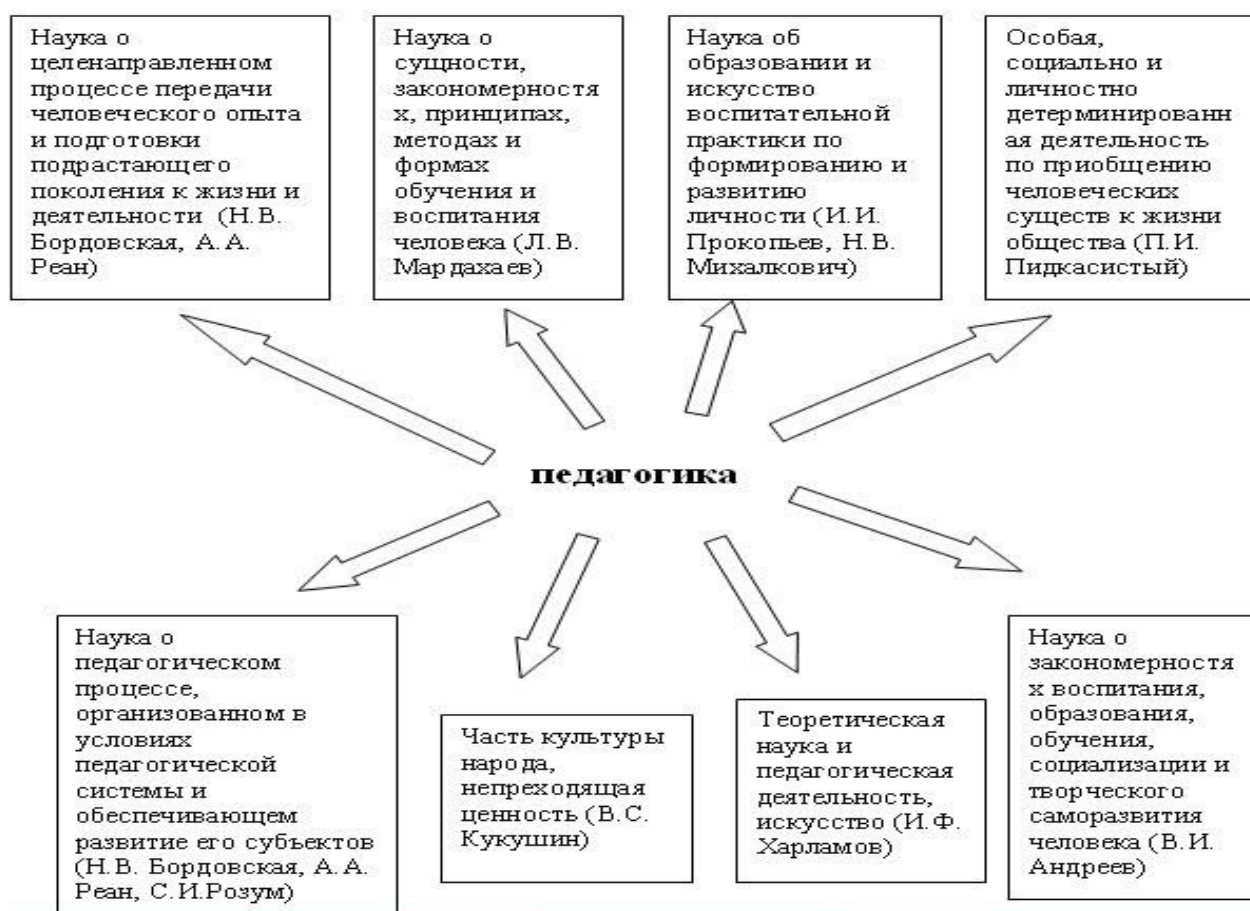 Наука о
целенаправленном
процессе передачи
человеческого опыта
и подготовки
подрастающего
поколения к жизни и
деятельности (Н.В.
Бордовская, А.А.
Реан)
Наука о
сущности,
закономерностя
х, принципах,
методах и
формах
обучения и
воспитания
человека (Л.В.
Мардахаев)
Наука об
образовании и
искусство
воспитательной
практики по
формированию и
развитию
личности (И.И.
Прокопьев, Н.В.
Михалкович)
Особая,
социально и
личностно
детерминированн
ая деятельность
по приобщению
человеческих
существ к жизни
общества (П.И.
Пидкасистый)
педагогика
Наука о
педагогическом
процессе,
организованном в
условиях
педагогической
системы и
обеспечивающем
развитие его субъектов
(Н.В. Бордовская, А.А.
Реан, С.И.Розум)
Часть культуры
народа,
непреходящая
ценность (В.С.
Кукушин)
Теоретическая
наука и
педагогическая
деятельность,
искусство (И.Ф.
Харламов)
Наука о
закономерностя
х воспитания,
образования,
обучения,
социализации и
творческого
саморазвития
человека (В.И.
Андреев)